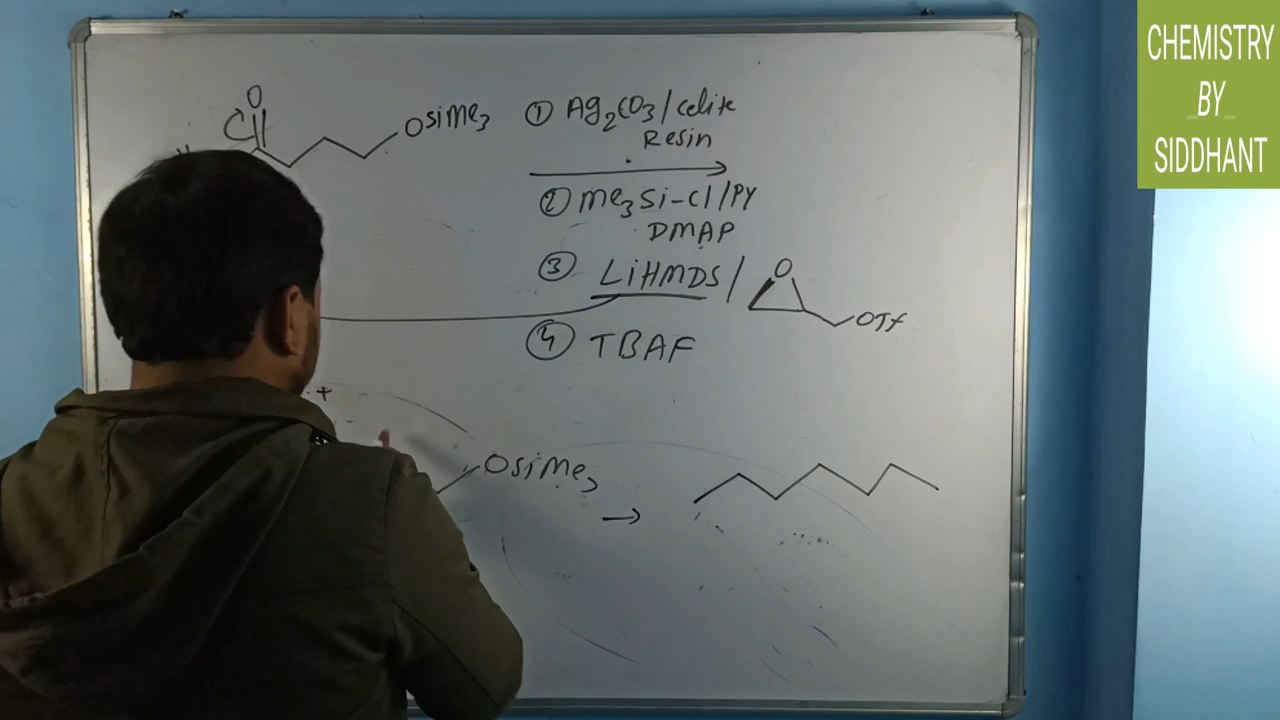 CHEMISTRY
BY
SIDDHANT
O
OSiMe3
① Ag2CO3/Celite
Resin
② Me3Si-Cl/PY
DMAP
③ LiHMDS/
O
OTf
④ TBAF
+
OSiMe3
→